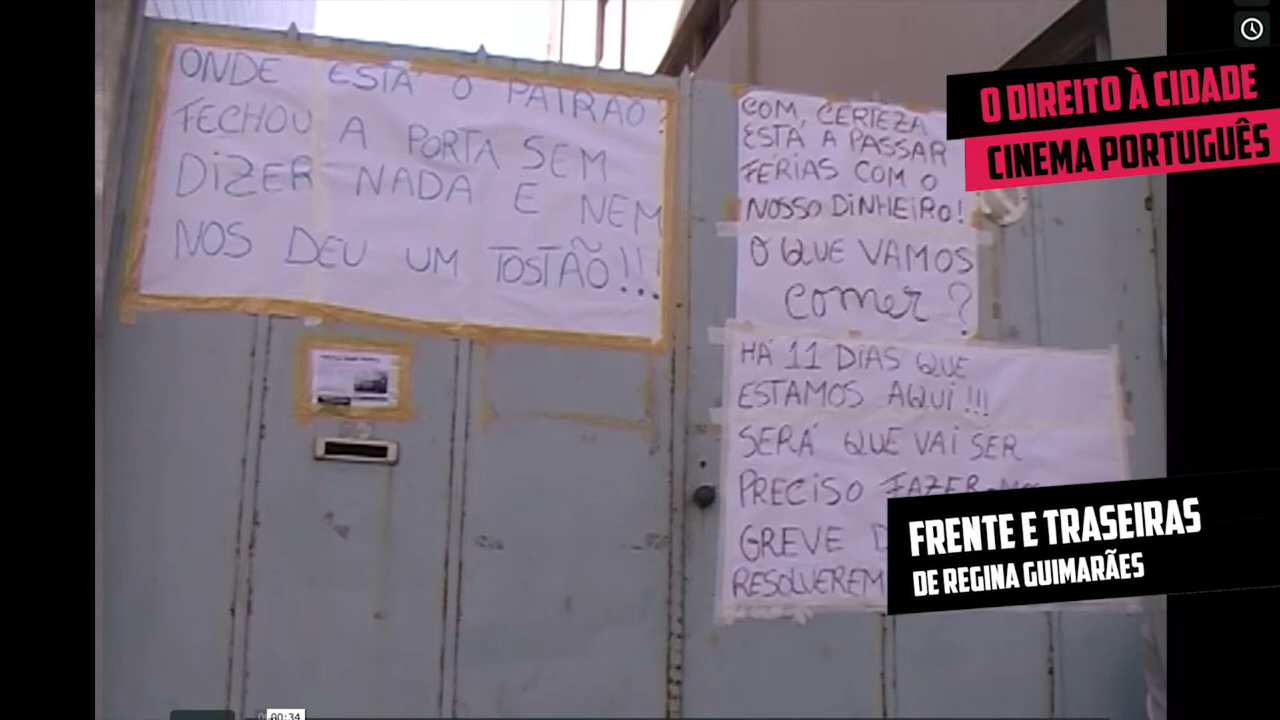 ONDE ESTÁ O PATRÃO?
FECHOU A PORTA SEM
DIZER NADA E NEM
NOS DEU UM TOSTÃO!!!
COM, CERTEZA
ESTÁ A PASSAR
FÉRIAS COM O
NOSSO DINHEIRO!
O QUE VAMOS
comer?
HÁ 11 DIAS QUE
ESTAMOS AQUI!!!
SERÁ QUE VAI SER
PRECISO FAZER
GREVE
RESOLVEREM
O DIREITO À CIDADE
CINEMA PORTUGUÊS
FRENTE E TRASEIRAS
DE REGINA GUIMARÃES
00:34